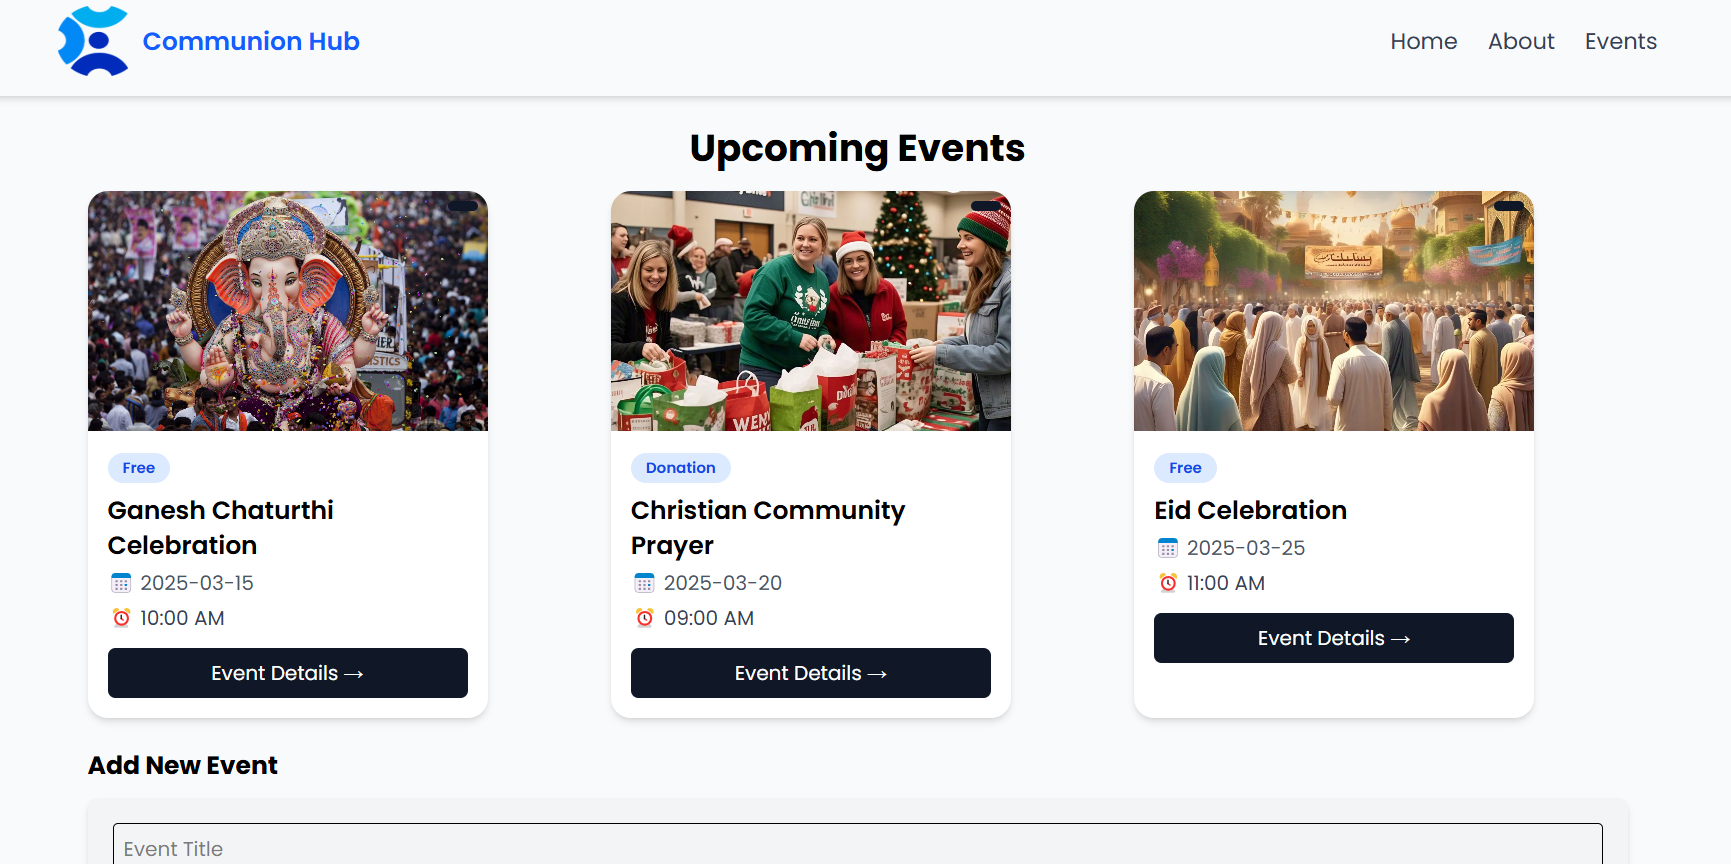 Communion Hub
Home About Events
Upcoming Events
Free
Ganesh Chaturthi
Celebration
2025-03-15
10:00 AM
Event Details →
Donation
Christian Community
Prayer
2025-03-20
09:00 AM
Event Details →
Free
Eid Celebration
2025-03-25
11:00 AM
Event Details →
Add New Event
Event Title